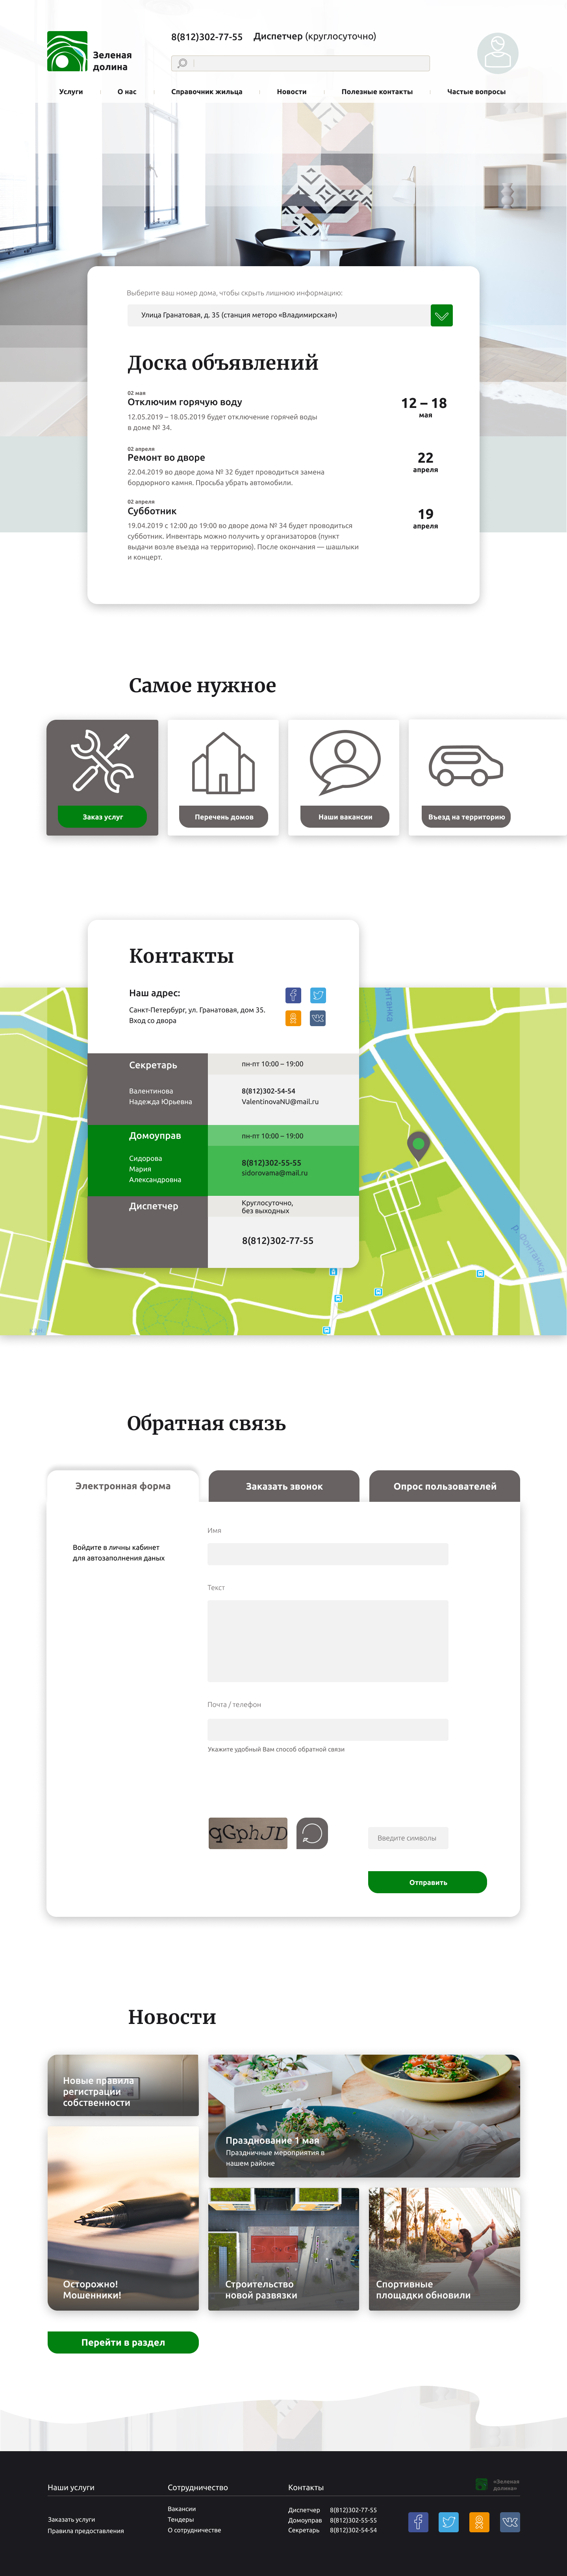 Зеленая
долина
8(812)302-77-55 Диспетчер (круглосуточно)
Услуги О нас Справочник жильца Новости Полезные контакты Частые вопросы
Выберите ваш номер дома, чтобы скрыть лишнюю информацию:
Улица Гранатовая, д. 35 (станция меторо «Владимирская»)
Доска объявлений
02 мая
Отключим горячую воду
12.05.2019 – 18.05.2019 будет отключение горячей воды
в доме № 34.
12 – 18
мая
02 апреля
Ремонт во дворе
22.04.2019 во дворе дома № 32 будет проводиться замена
бордюрного камня. Просьба убрать автомобили.
22
апреля
02 апреля
Субботник
19.04.2019 с 12:00 до 19:00 во дворе дома № 34 будет проводиться
субботник. Инвентарь можно получить у организаторов (пункт
выдачи возле въезда на территорию). После окончания — шашлыки
и концерт.
19
апреля
Самое нужное
Заказ услуг
Перечень домов
Наши вакансии
Въезд на территорию
Контакты
Наш адрес:
Санкт-Петербург, ул. Гранатовая, дом 35.
Вход со двора
Секретарь
пн-пт 10:00 – 19:00
Валентинова
Надежда Юрьевна
8(812)302-54-54
ValentinovaNU@mail.ru
Домоуправ
пн-пт 10:00 – 19:00
Сидорова
Мария
Александровна
8(812)302-55-55
sidorovama@mail.ru
Диспетчер
Круглосуточно,
без выходных
8(812)302-77-55
р. Фонтанка
Обратная связь
Электронная форма
Заказать звонок
Опрос пользователей
Войдите в личны кабинет
для автозаполнения даных
Имя
Текст
Почта / телефон
Укажите удобный Вам способ обратной связи
qGphJD
Введите символы
Отправить
Новости
Новые правила
регистрации
собственности
Празднование 1 мая
Праздничные мероприятия в
нашем районе
Осторожно!
Мошенники!
Строительство
новой развязки
Спортивные
площадки обновили
Перейти в раздел
«Зеленая
долина»
Наши услуги
Заказать услуги
Правила предоставления
Сотрудничество
Вакансии
Тендеры
О сотрудничестве
Контакты
Диспетчер 8(812)302-77-55
Домоуправ 8(812)302-55-55
Секретарь 8(812)302-54-54